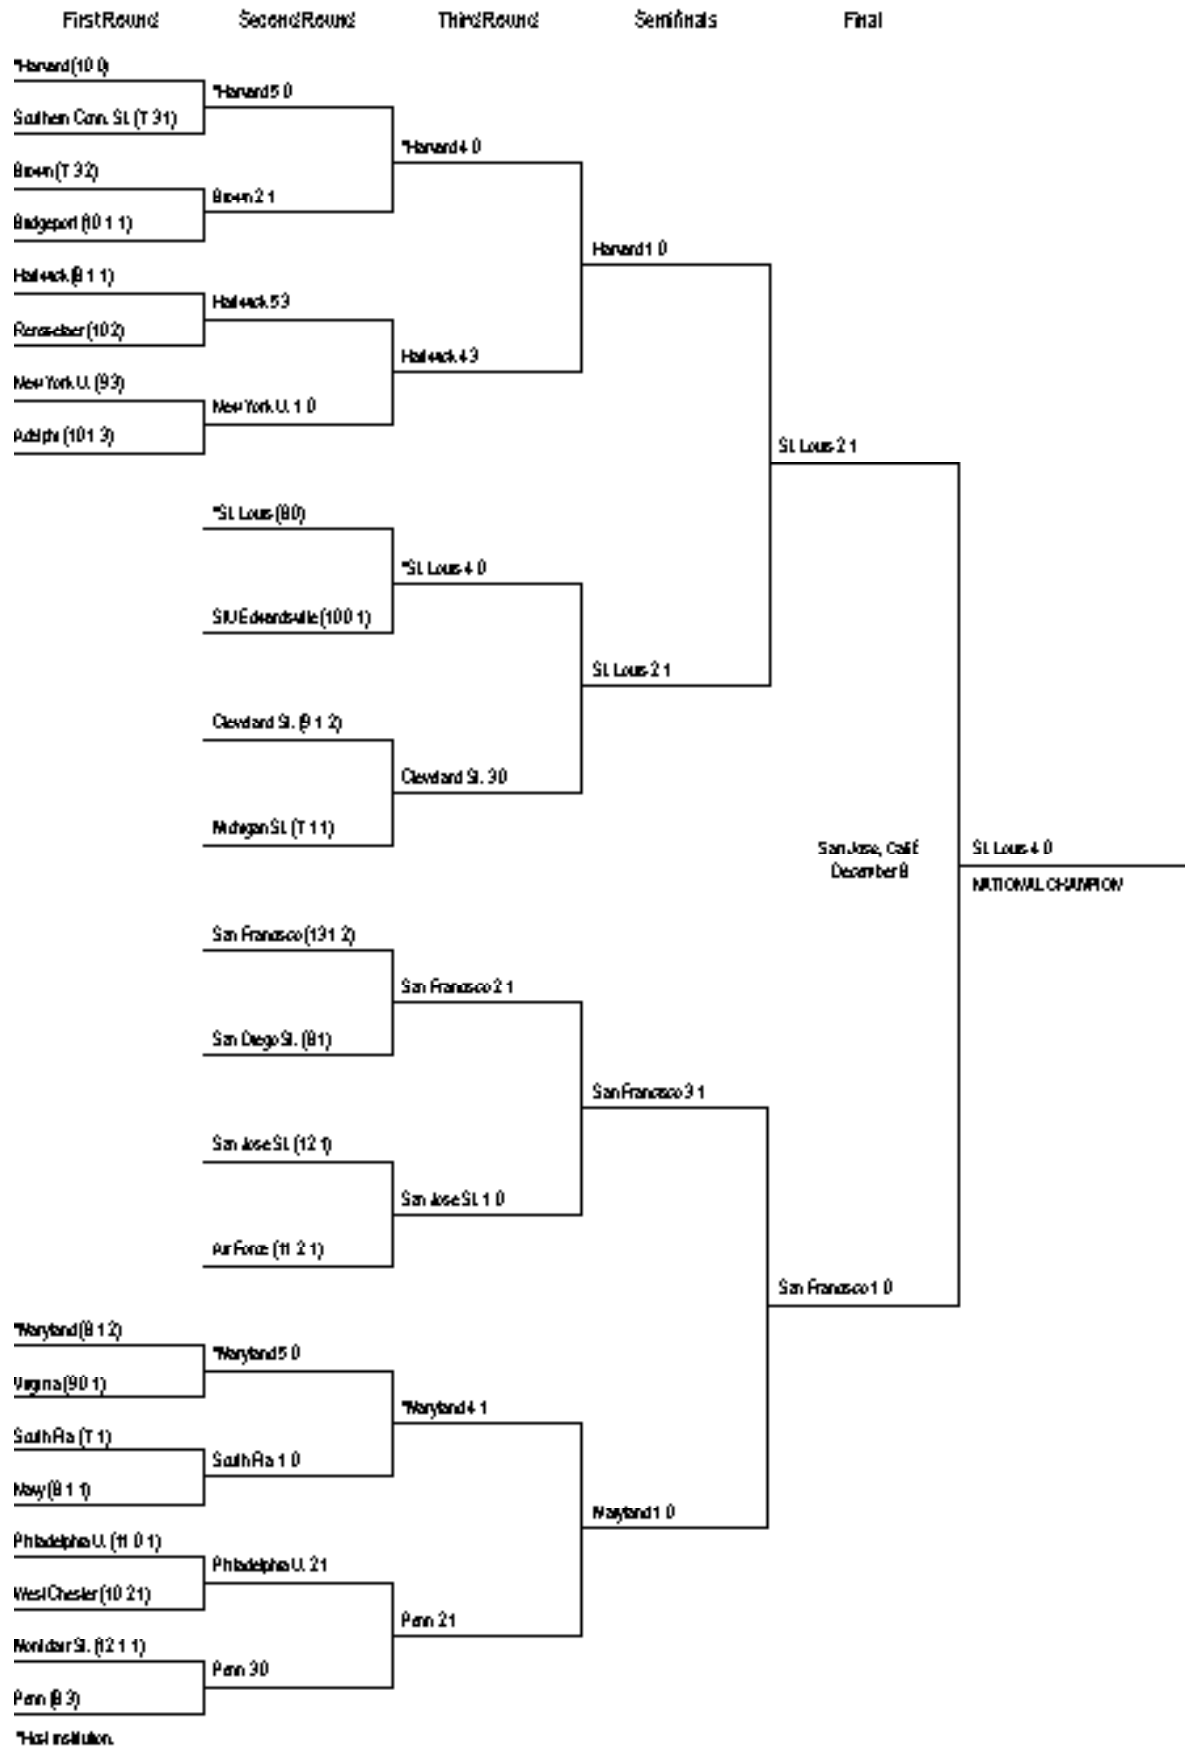 First Round Second Round Third Round Semifinals Final
*Harvard (10 0)
Southern Conn. St. (7 3 1)
Brown (7 3 2)
Bridgeport (10 1 1)
Hartwick (8 1 1)
Rensselaer (10 2)
New York U. (9 3)
Adelphi (10 1 3)
*Harvard 5 0
Brown 2 1
Hartwick 5 3
New York U. 1 0
*St. Louis (8 0)
SIU Edwardsville (10 0 1)
Cleveland St. (9 1 2)
Michigan St. (7 1 1)
San Francisco (13 1 2)
San Diego St. (8 1)
San Jose St. (12 1)
Air Force (11 2 1)
*Maryland (8 1 2)
Virginia (9 0 1)
South Fla (7 1)
Navy (8 1 1)
Philadelphia U. (11 0 1)
West Chester (10 2 1)
Montclair St. (12 1 1)
Penn (8 3)
*Maryland 5 0
South Fla 1 0
Philadelphia U. 2 1
Penn 3 0
*Harvard 4 0
Hartwick 4 3
*St. Louis 4 0
Cleveland St. 3 0
San Francisco 2 1
San Jose St. 1 0
*Maryland 4 1
Penn 2 1
Harvard 1 0
St. Louis 2 1
San Francisco 3 1
Maryland 1 0
St. Louis 2 1
San Francisco 1 0
San Jose, Calif.
December 8
St. Louis 4 0
NATIONAL CHAMPION
*Host institution.